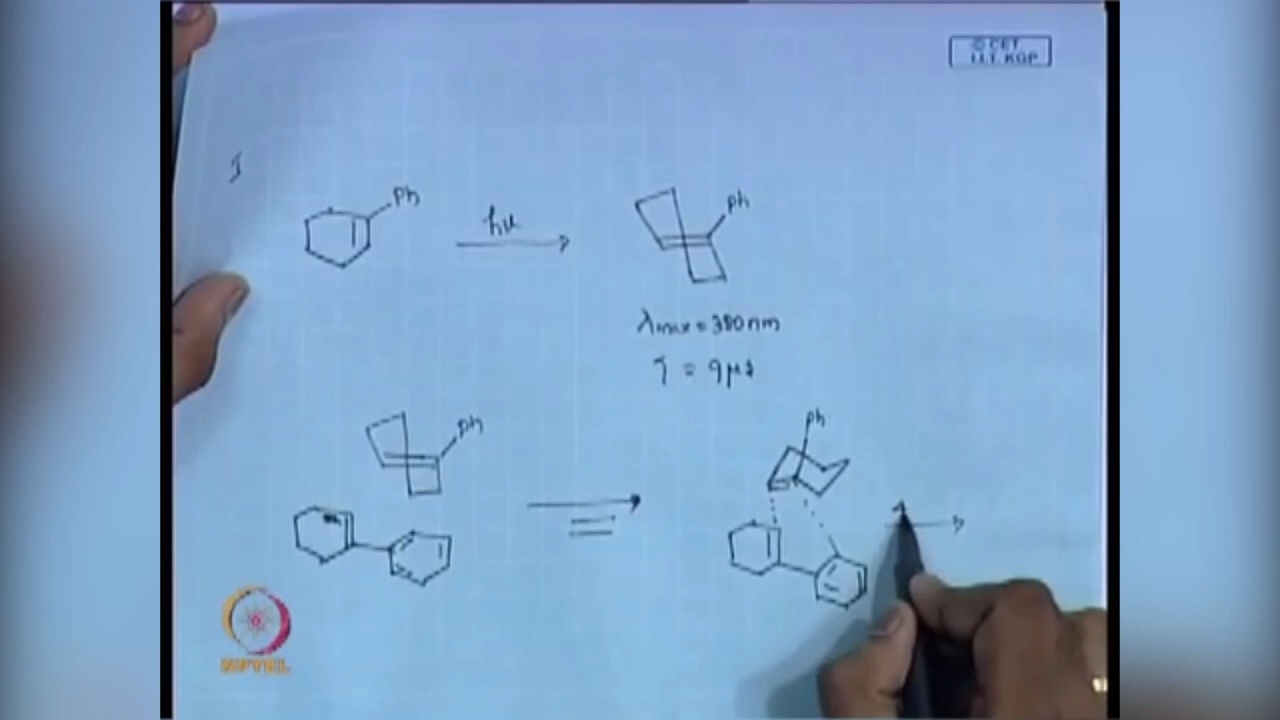 © CET
I.I.T. KGP
Ph
hν
Ph
λmax = 380 nm
τ = 9 μs
Ph
Ph
NPTEL